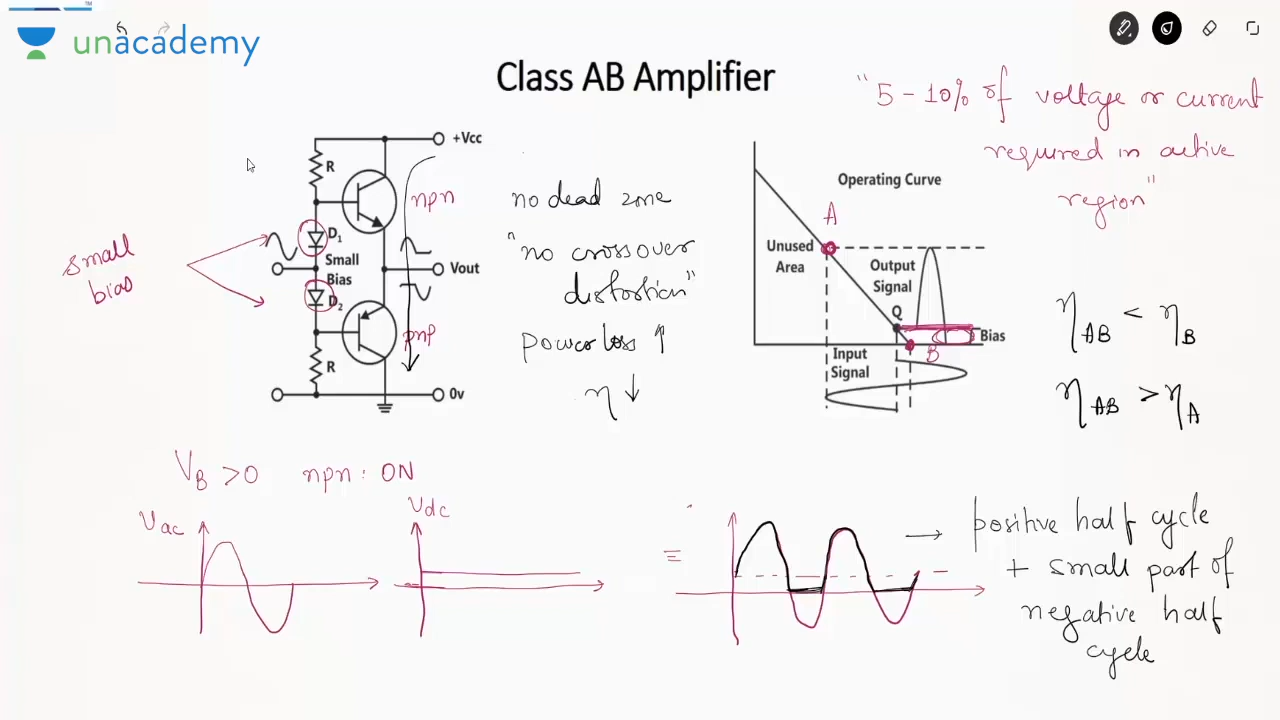 TM
unacademy
Class AB Amplifier
"5 - 10% of voltage or current
required in active
region"
+Vcc
R
npn
D1
Small
Bias
D2
Vout
pnp
R
0v
small
bias
no dead zone
"no crossover
distortion"
power loss ↑
η ↓
Operating Curve
A
Unused
Area
Output
Signal
Q
Bias
B
Input
Signal
ηAB < ηB
ηAB > ηA
VB > 0 npn : ON
Vac
Vdc
≡
→ positive half cycle
+ small part of
negative half
cycle